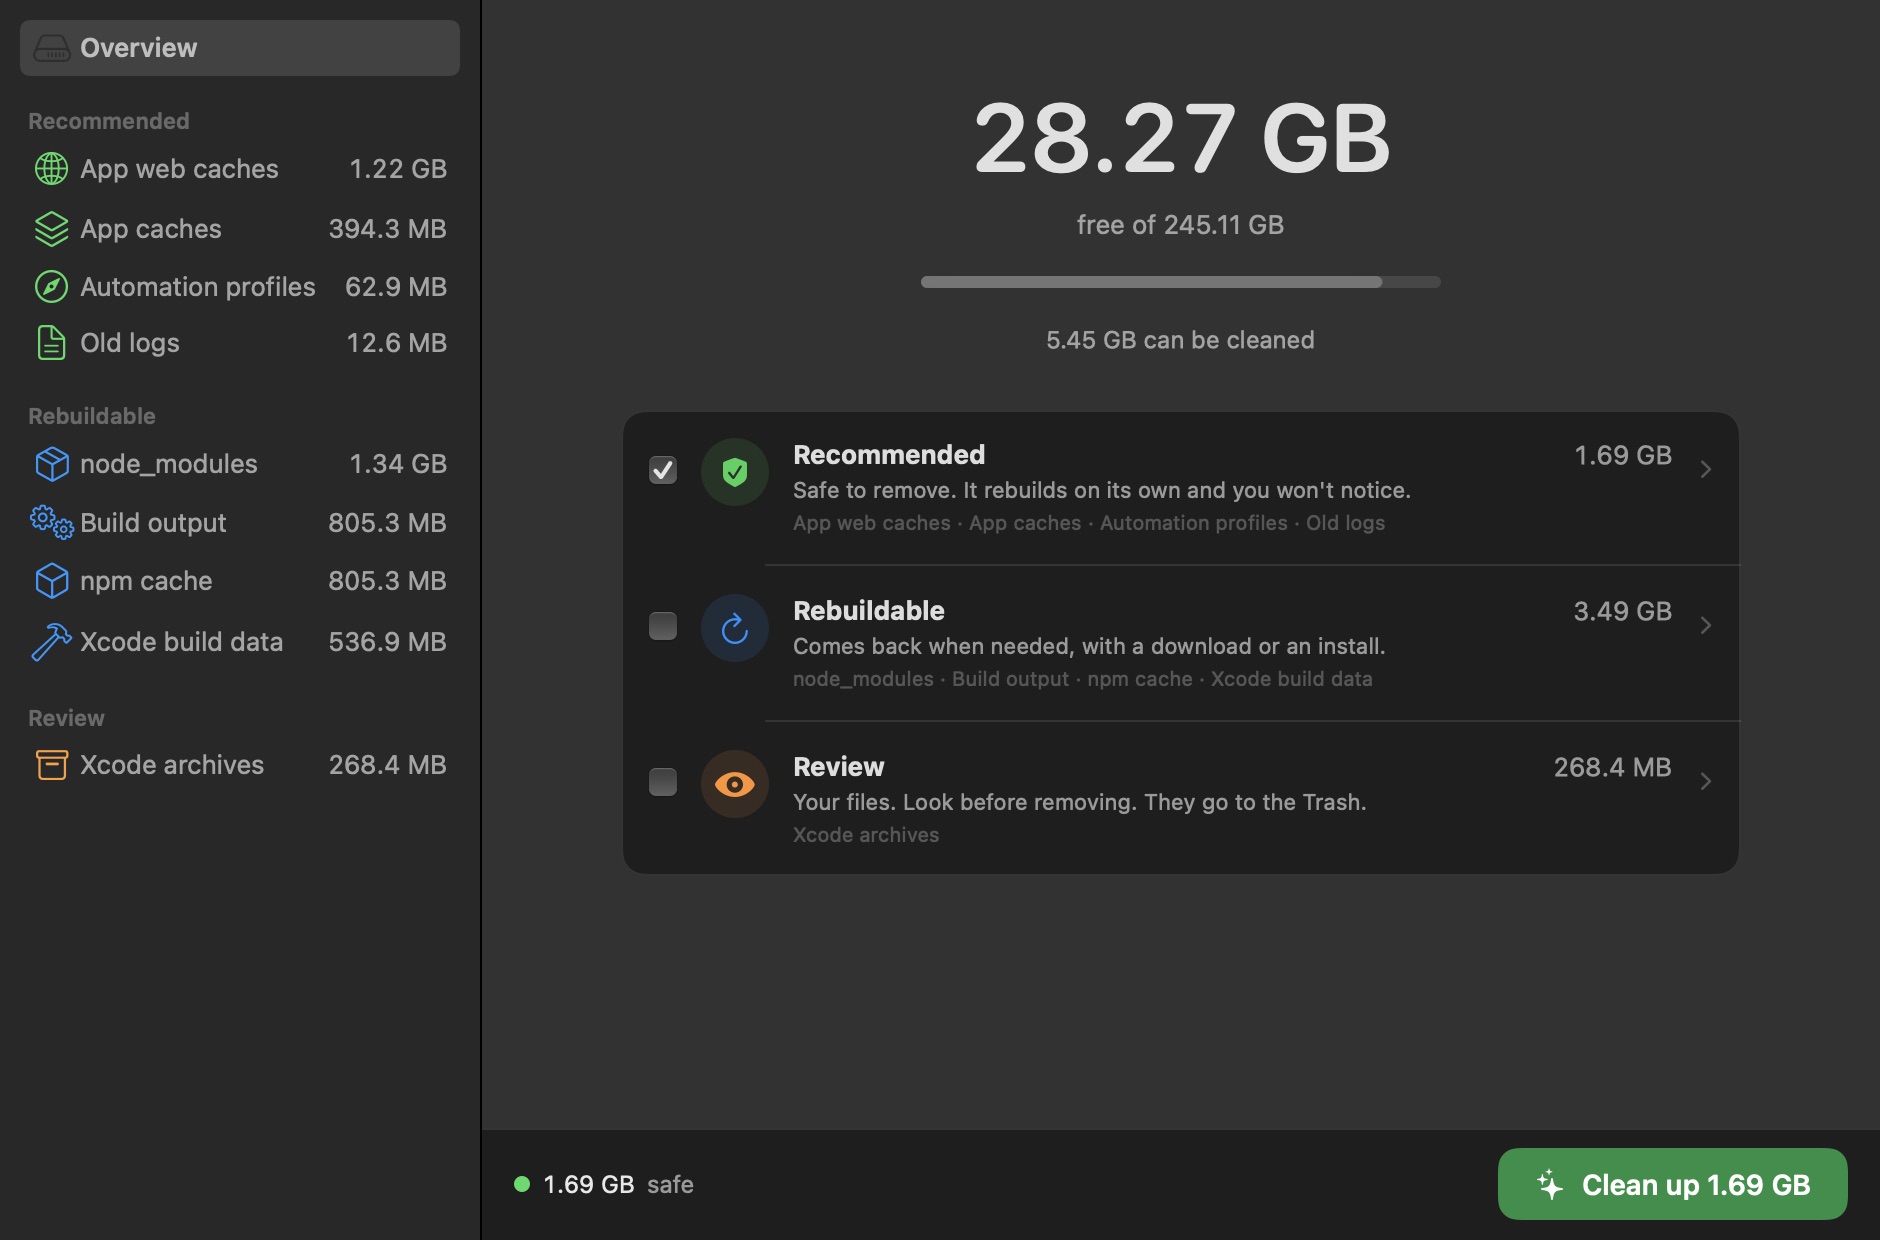 Overview
Recommended
App web caches 1.22 GB
App caches 394.3 MB
Automation profiles 62.9 MB
Old logs 12.6 MB
Rebuildable
node_modules 1.34 GB
Build output 805.3 MB
npm cache 805.3 MB
Xcode build data 536.9 MB
Review
Xcode archives 268.4 MB
28.27 GB
free of 245.11 GB
5.45 GB can be cleaned
Recommended 1.69 GB
Safe to remove. It rebuilds on its own and you won't notice.
App web caches · App caches · Automation profiles · Old logs
Rebuildable 3.49 GB
Comes back when needed, with a download or an install.
node_modules · Build output · npm cache · Xcode build data
Review 268.4 MB
Your files. Look before removing. They go to the Trash.
Xcode archives
1.69 GB safe
Clean up 1.69 GB